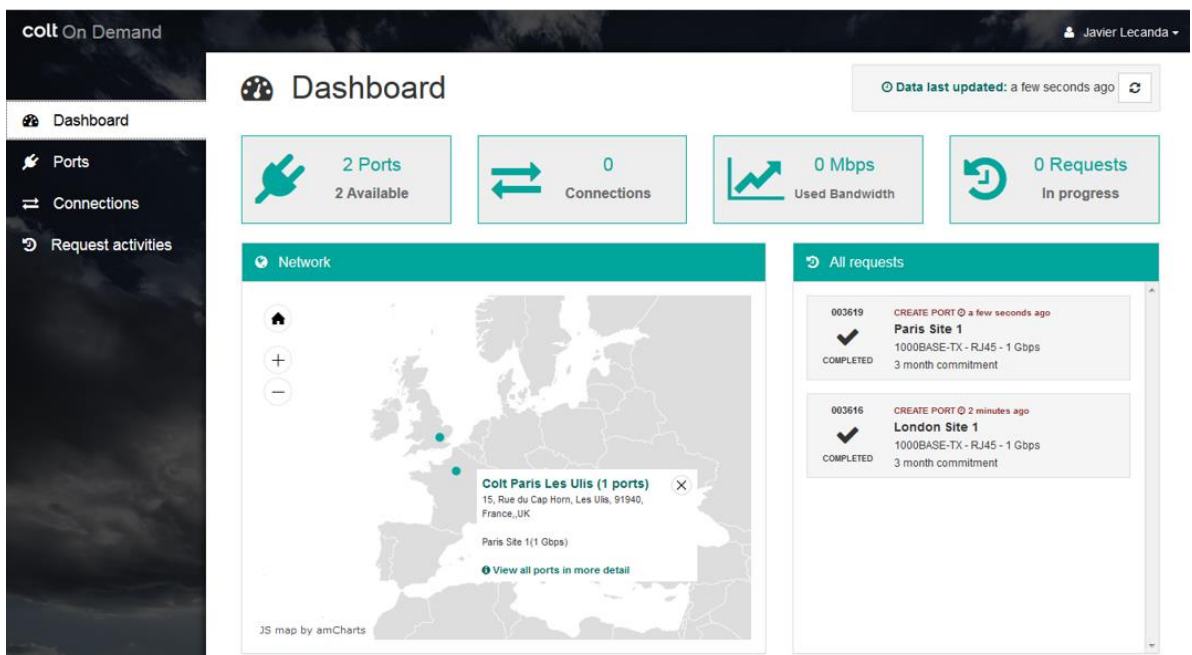 colt On Demand
Javier Lecanda
Dashboard
Ports
Connections
Request activities
Dashboard
Data last updated: a few seconds ago
2 Ports
2 Available
0
Connections
0 Mbps
Used Bandwidth
0 Requests
In progress
Network
Colt Paris Les Ulis (1 ports)
15, Rue du Cap Horn, Les Ulis, 91940,
France,,UK
Paris Site 1(1 Gbps)
View all ports in more detail
JS map by amCharts
All requests
003619
COMPLETED
CREATE PORT a few seconds ago
Paris Site 1
1000BASE-TX - RJ45 - 1 Gbps
3 month commitment
003616
COMPLETED
CREATE PORT 2 minutes ago
London Site 1
1000BASE-TX - RJ45 - 1 Gbps
3 month commitment